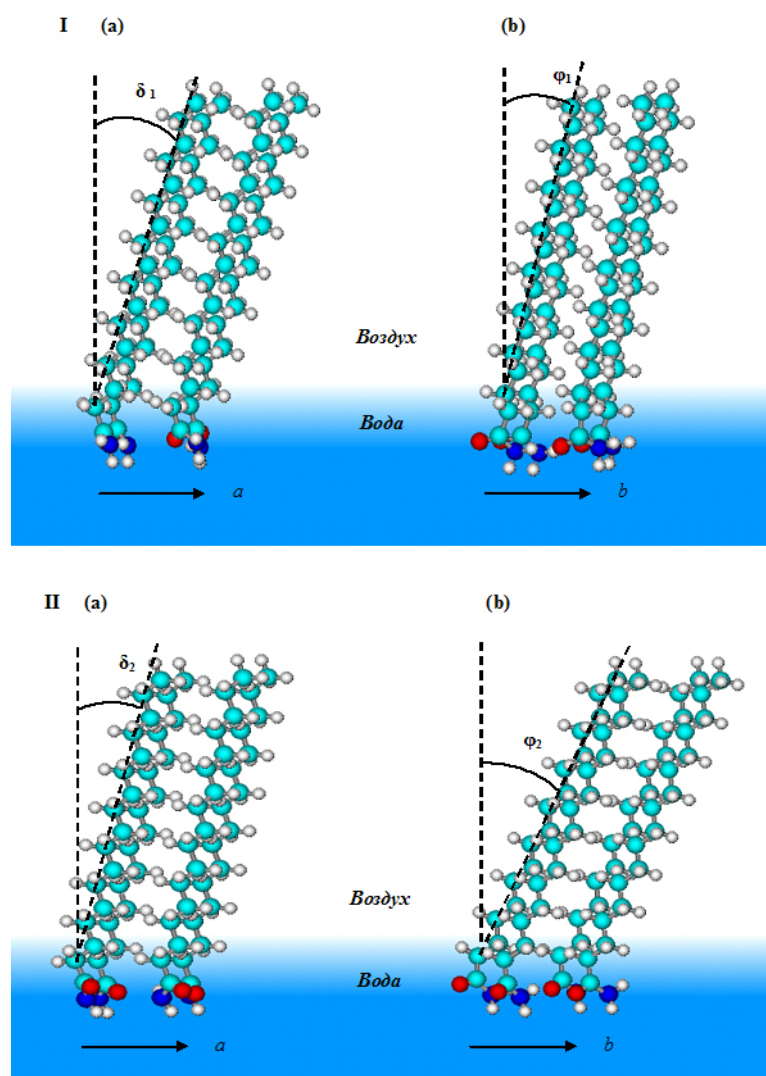 I (a) (b)
δ 1 φ1
Воздух
Вода
a b
II (a) (b)
δ2
φ2
Воздух
Вода
a b